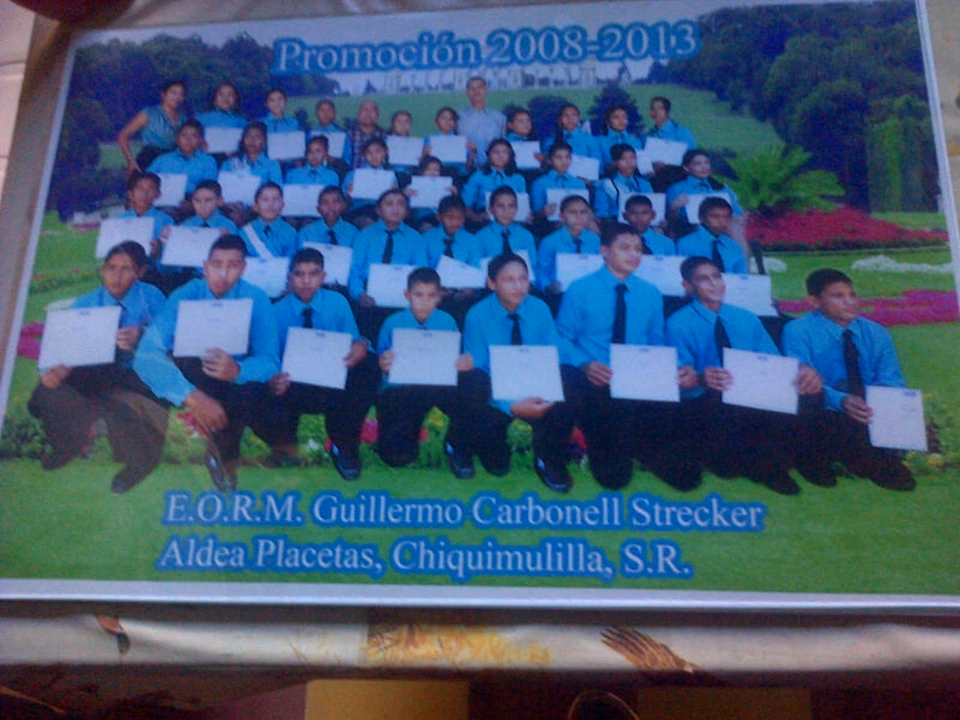 Promoción 2008-2013
E.O.R.M. Guillermo Carbonell Strecker
Aldea Placetas, Chiquimulilla, S.R.